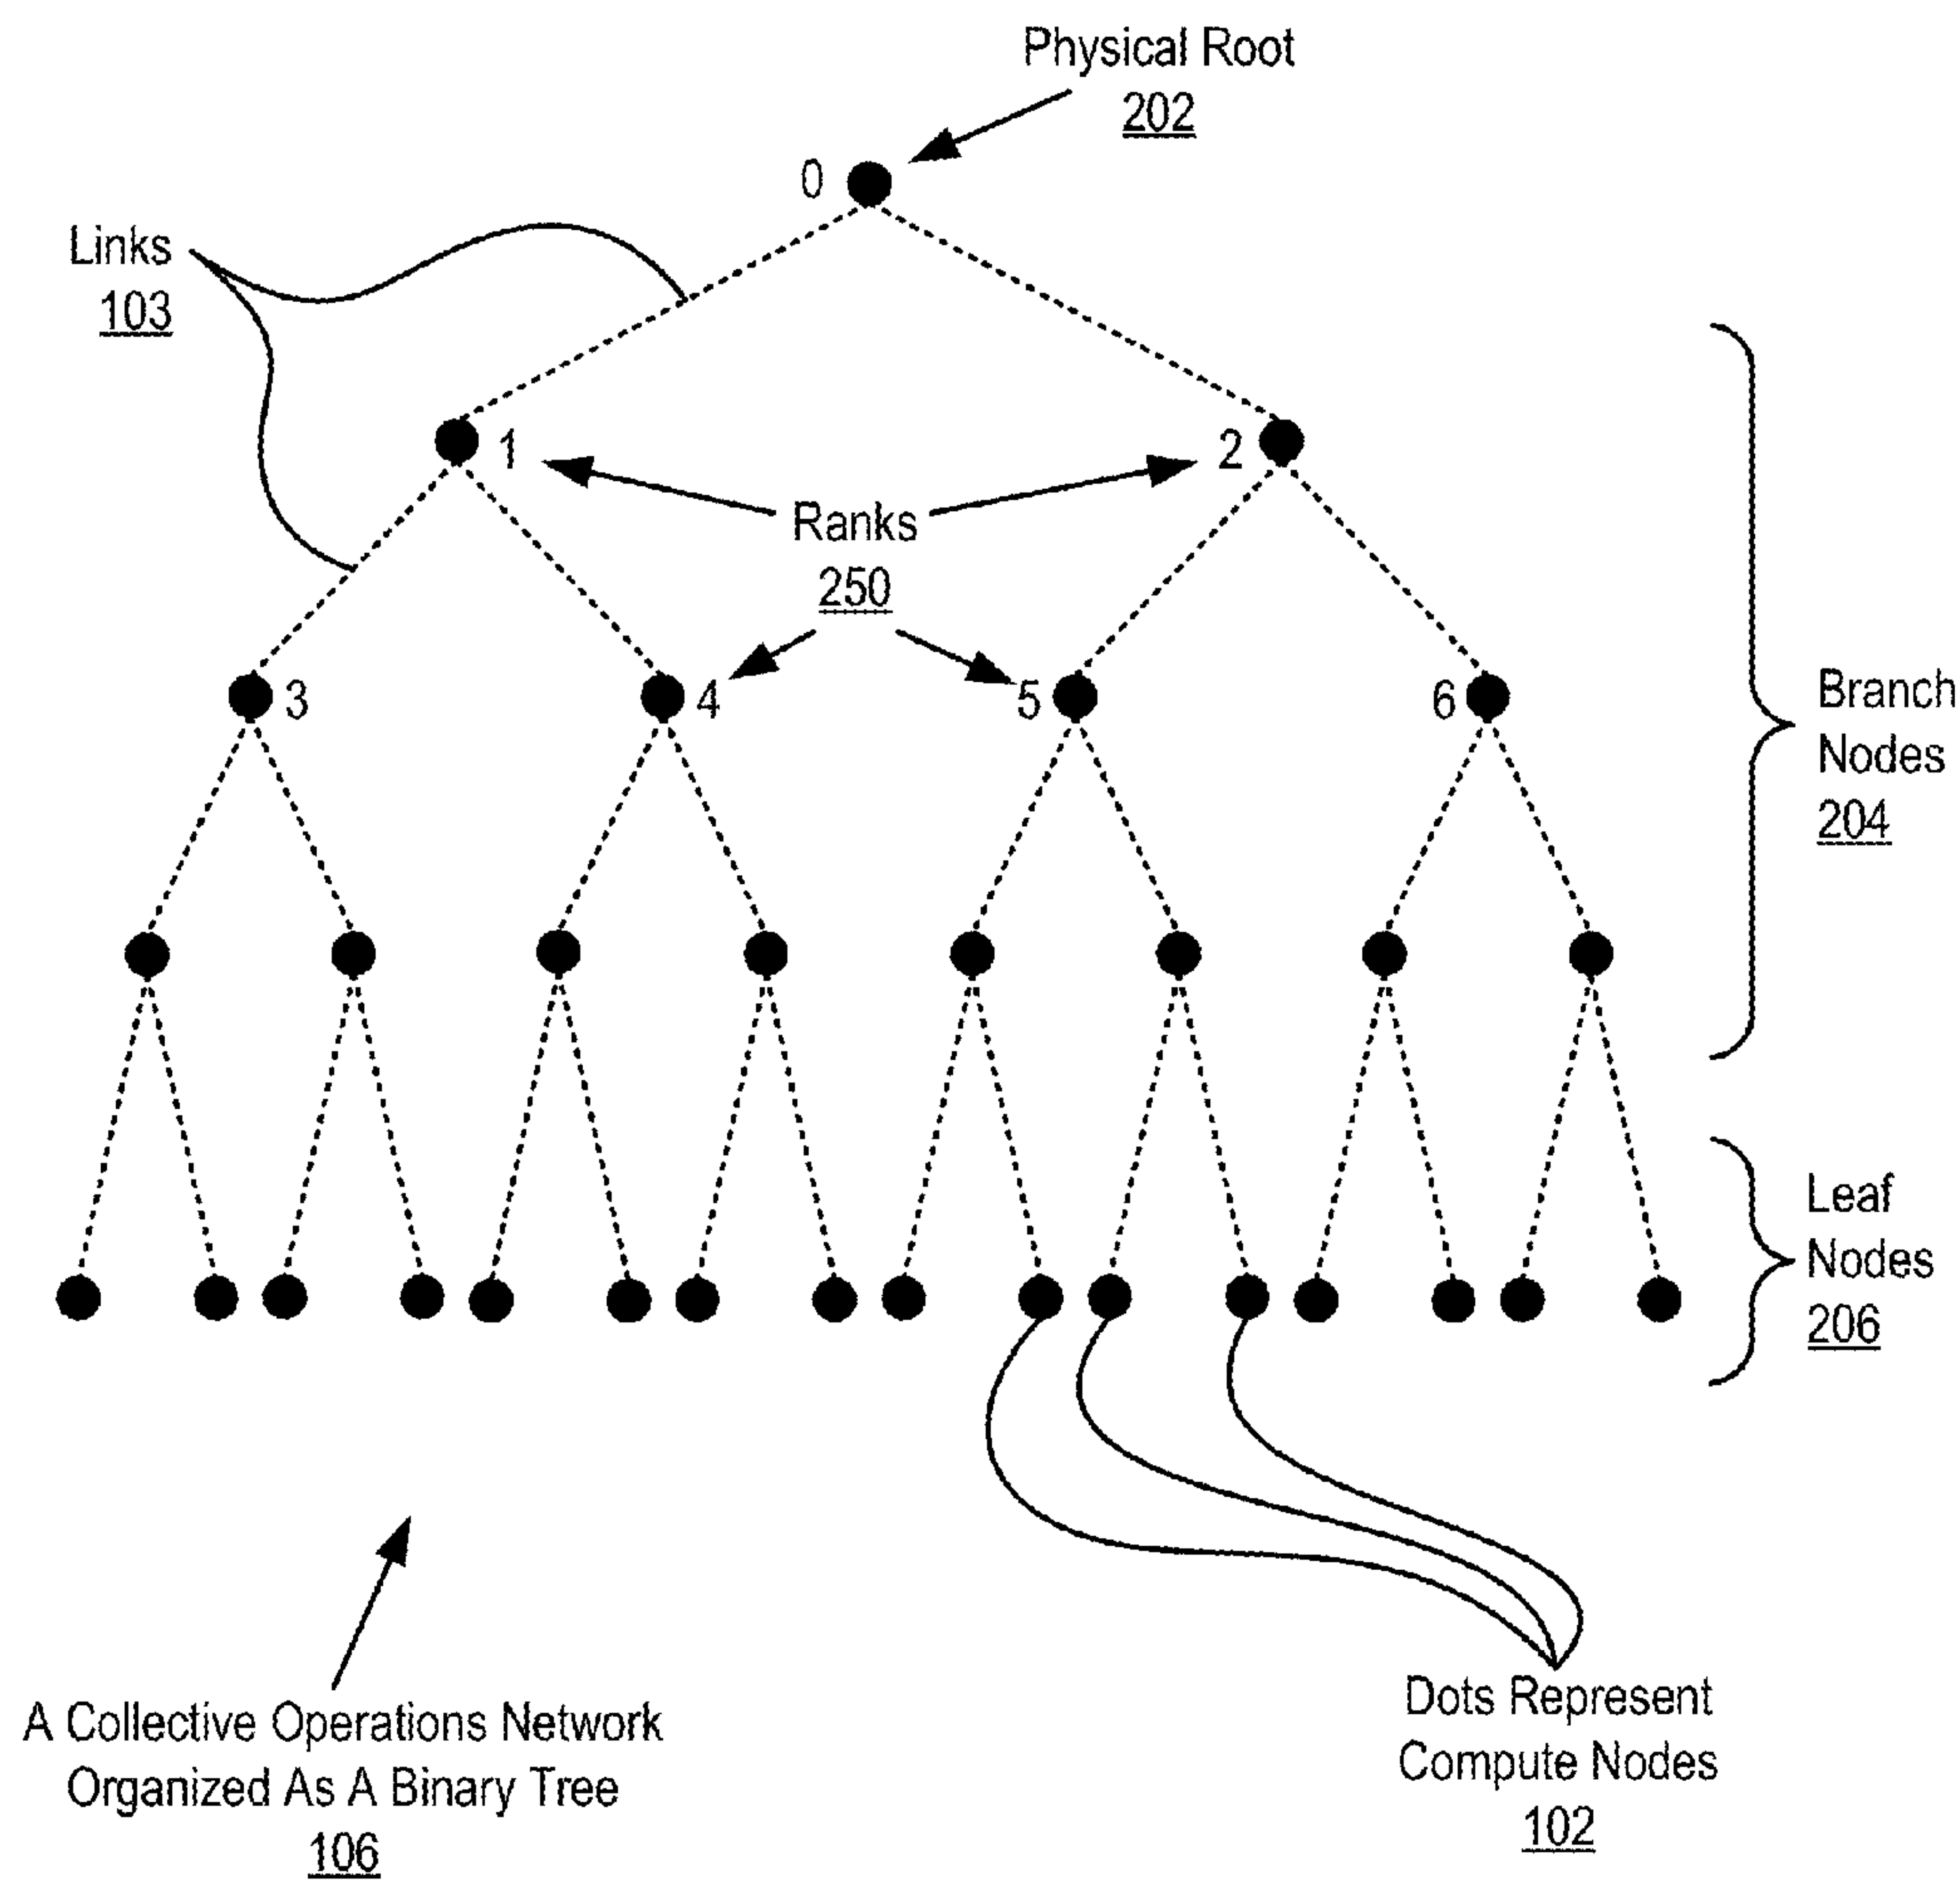 Physical Root
202
0
Links
103
1
2
Ranks
250
3
4
5
6
Branch
Nodes
204
Leaf
Nodes
206
A Collective Operations Network
Organized As A Binary Tree
106
Dots Represent
Compute Nodes
102